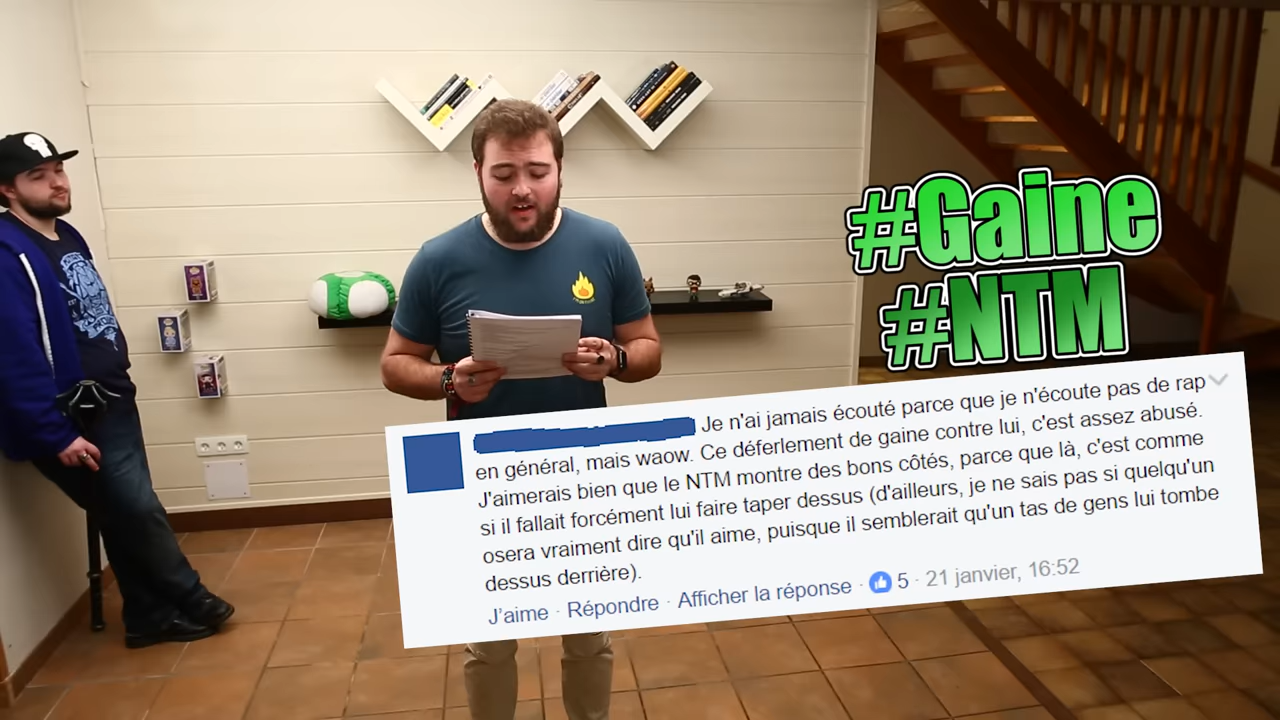 #Gaine
#NTM
Je n'ai jamais écouté parce que je n'écoute pas de rap
en général, mais waow. Ce déferlement de gaine contre lui, c'est assez abusé.
J'aimerais bien que le NTM montre des bons côtés, parce que là, c'est comme
si il fallait forcément lui faire taper dessus (d'ailleurs, je ne sais pas si quelqu'un
osera vraiment dire qu'il aime, puisque il semblerait qu'un tas de gens lui tombe
dessus derrière).
J'aime · Répondre · Afficher la réponse · 5 · 21 janvier, 16:52